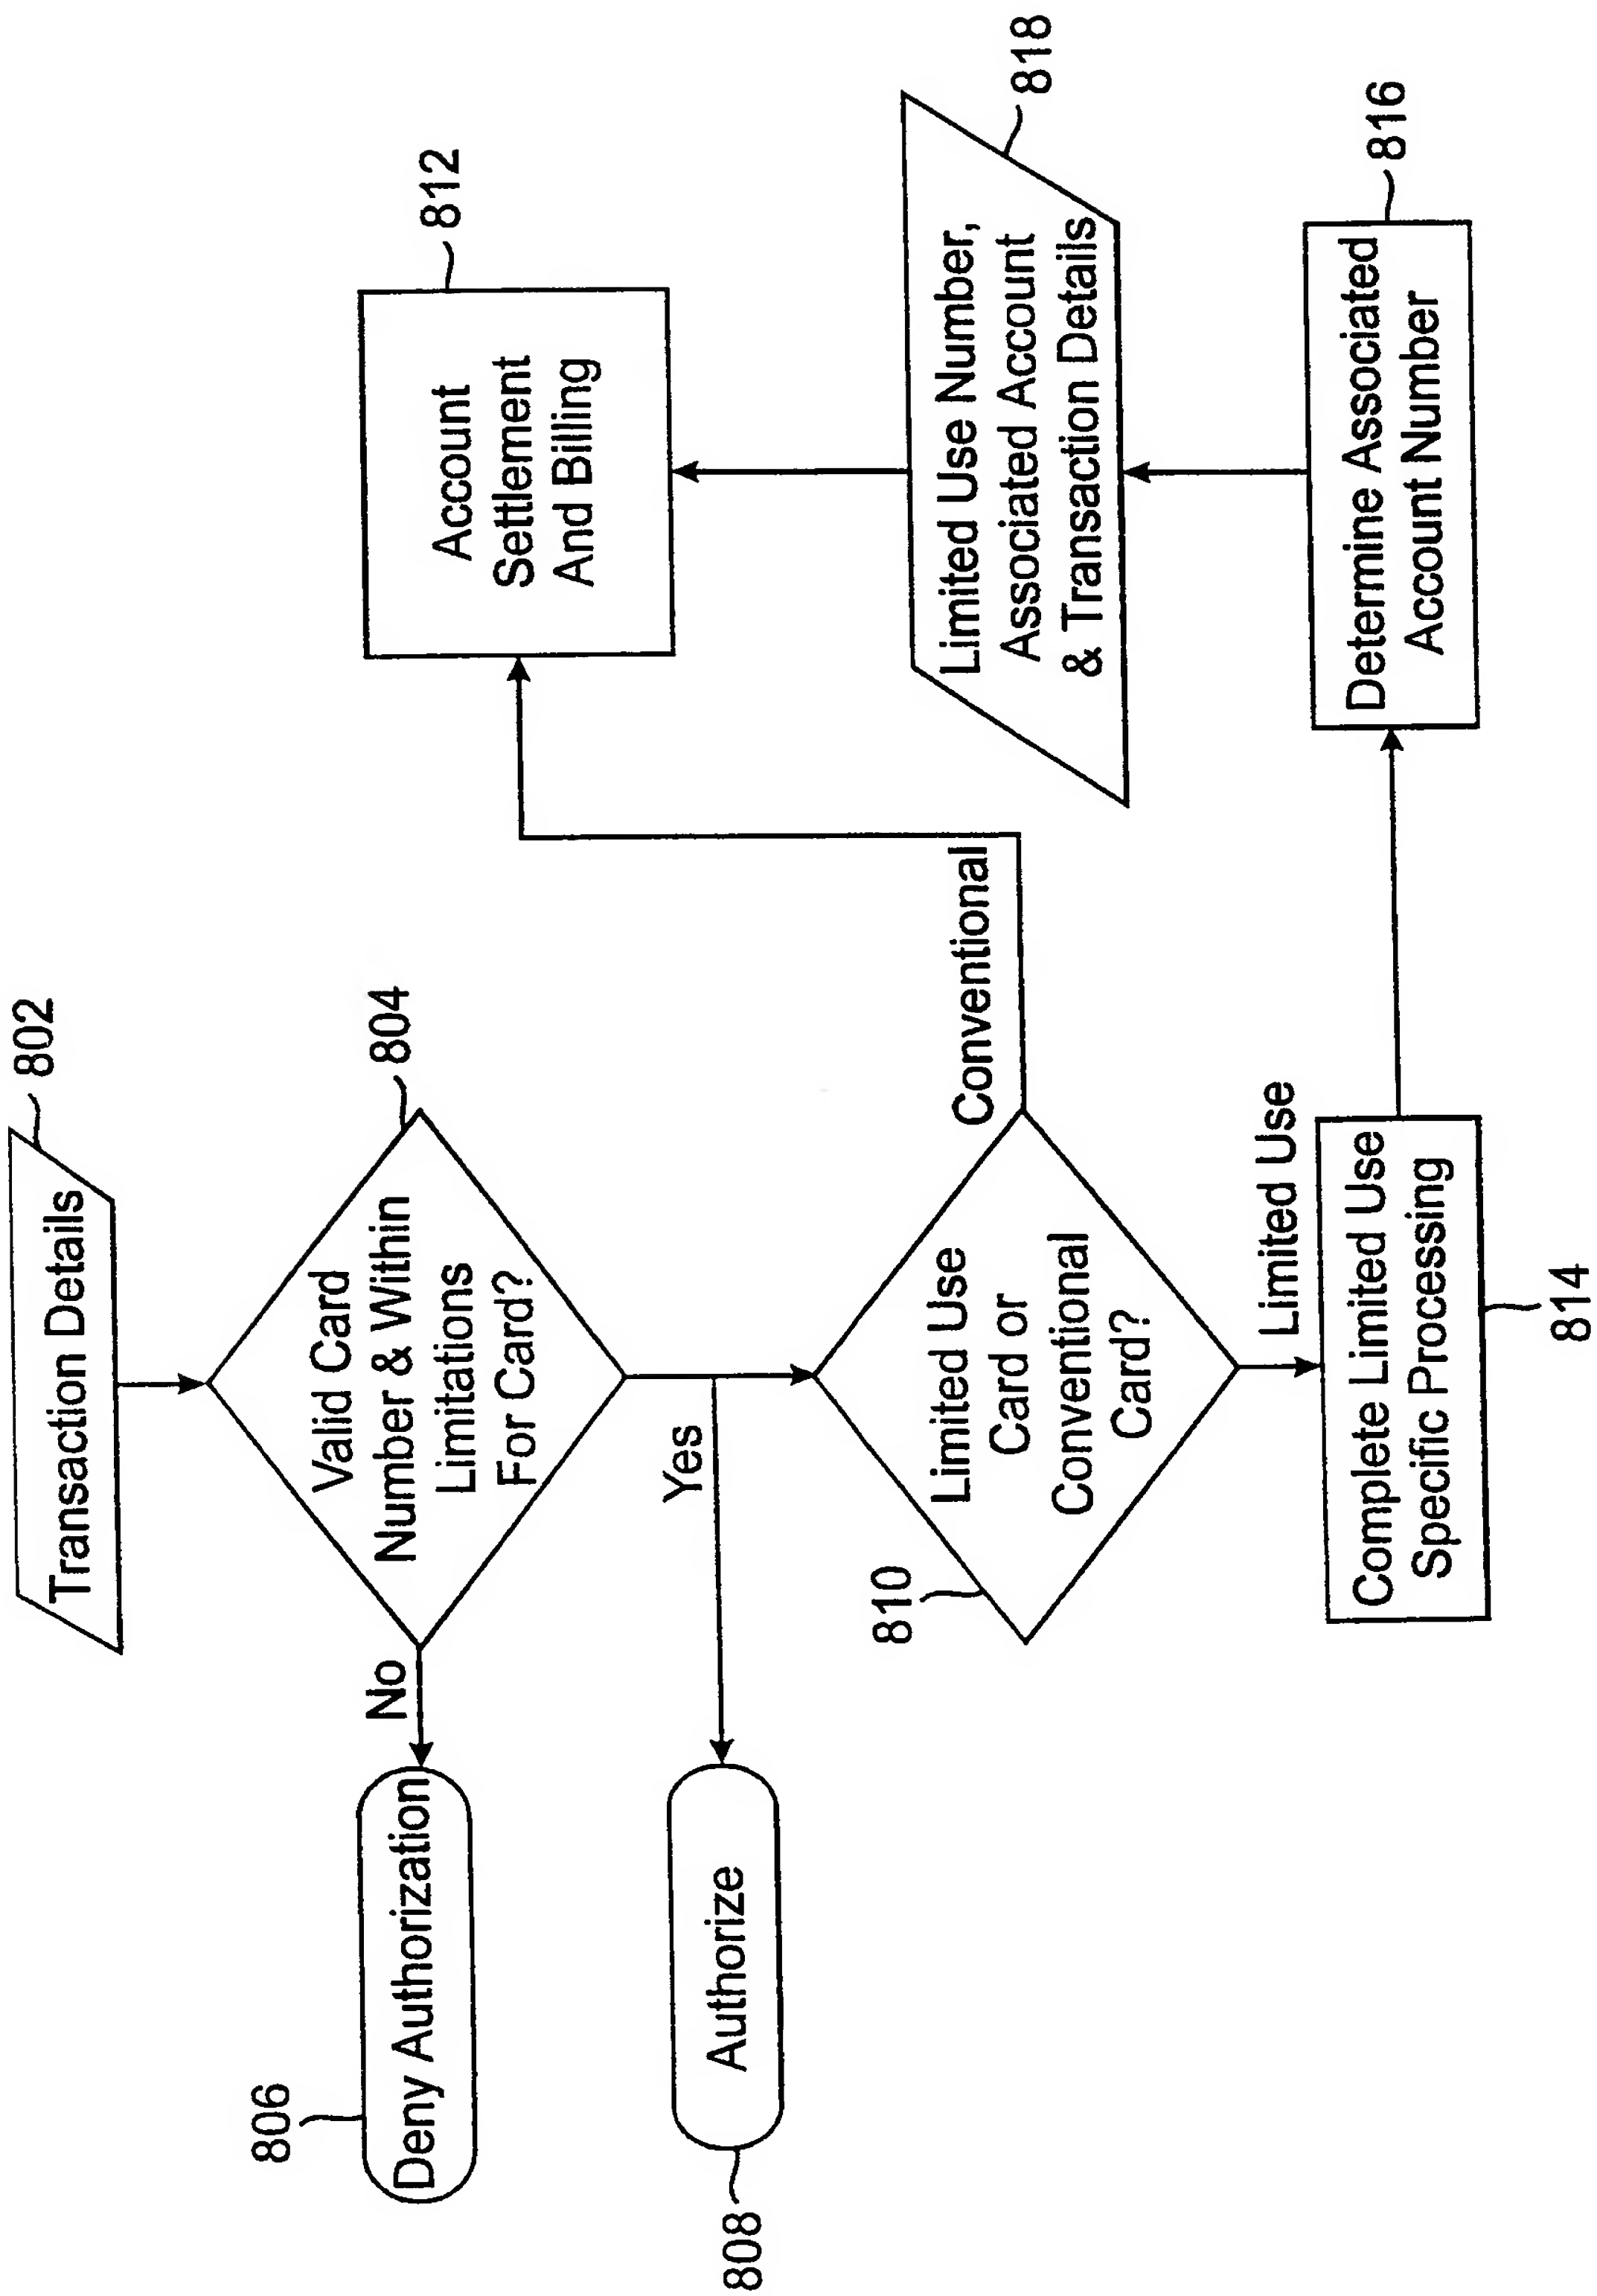 802
Transaction Details
804
Valid Card
Number & Within
Limitations
For Card?
No
806
Deny Authorization
Yes
808
Authorize
810
Limited Use
Card or
Conventional
Card?
Conventional
812
Account
Settlement
And Billing
Limited Use
Complete Limited Use
Specific Processing
814
Determine Associated
Account Number
816
Limited Use Number,
Associated Account
& Transaction Details
818